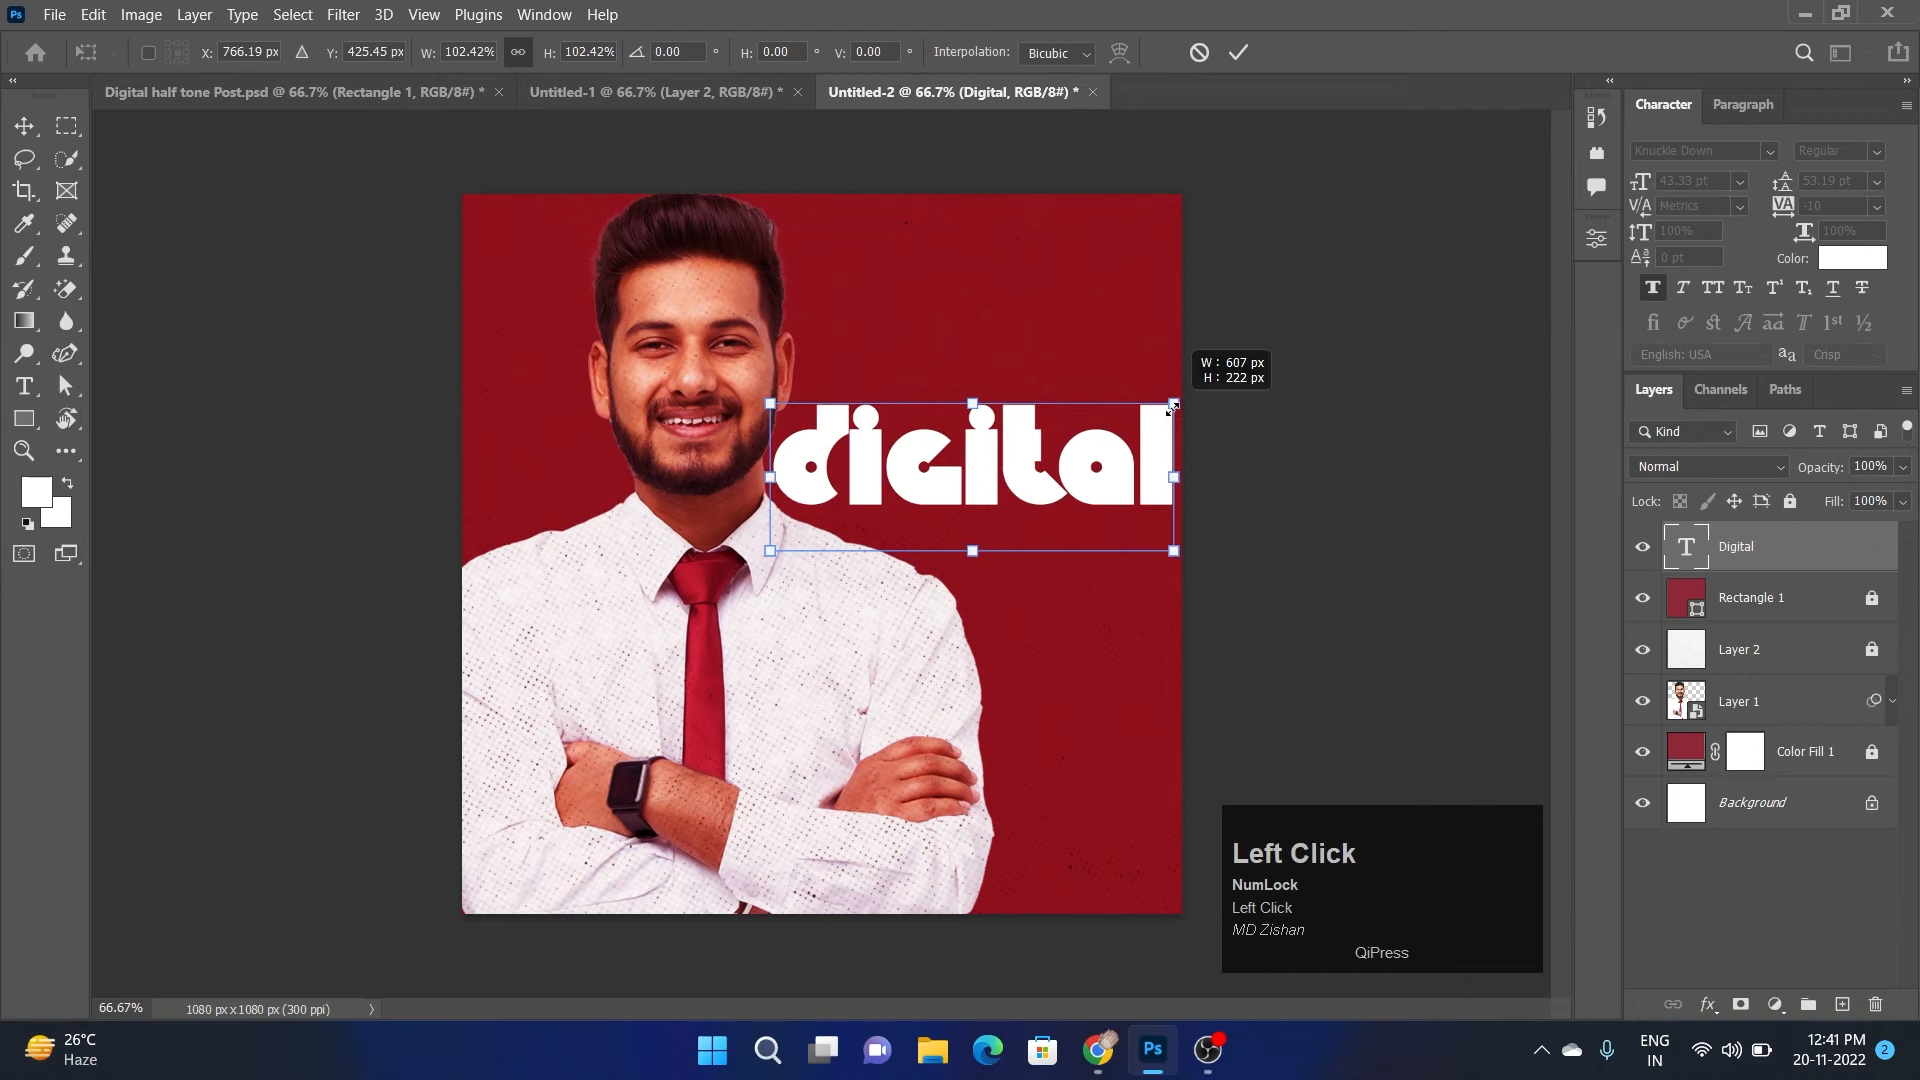 Ps File Edit Image Layer Type Select Filter 3D View Plugins Window Help
X: 766.19 px Y: 425.45 px W: 102.42% H: 102.42% 0.00 ° H: 0.00 ° V: 0.00 ° Interpolation: Bicubic
Digital half tone Post.psd @ 66.7% (Rectangle 1, RGB/8#) * Untitled-1 @ 66.7% (Layer 2, RGB/8#) * Untitled-2 @ 66.7% (Digital, RGB/8#) *
Character Paragraph
Knuckle Down Regular
43.33 pt 53.19 pt
Metrics -10
100% 100%
0 pt Color:
English: USA Crisp
W : 607 px
H : 222 px
digital
Layers Channels Paths
Kind
Normal Opacity: 100%
Lock: Fill: 100%
Digital
Rectangle 1
Layer 2
Layer 1
Color Fill 1
Background
Left Click
NumLock
Left Click
MD Zishan
QiPress
66.67% 1080 px x 1080 px (300 ppi)
26°C
Haze
Ps
ENG
IN
12:41 PM
20-11-2022
2